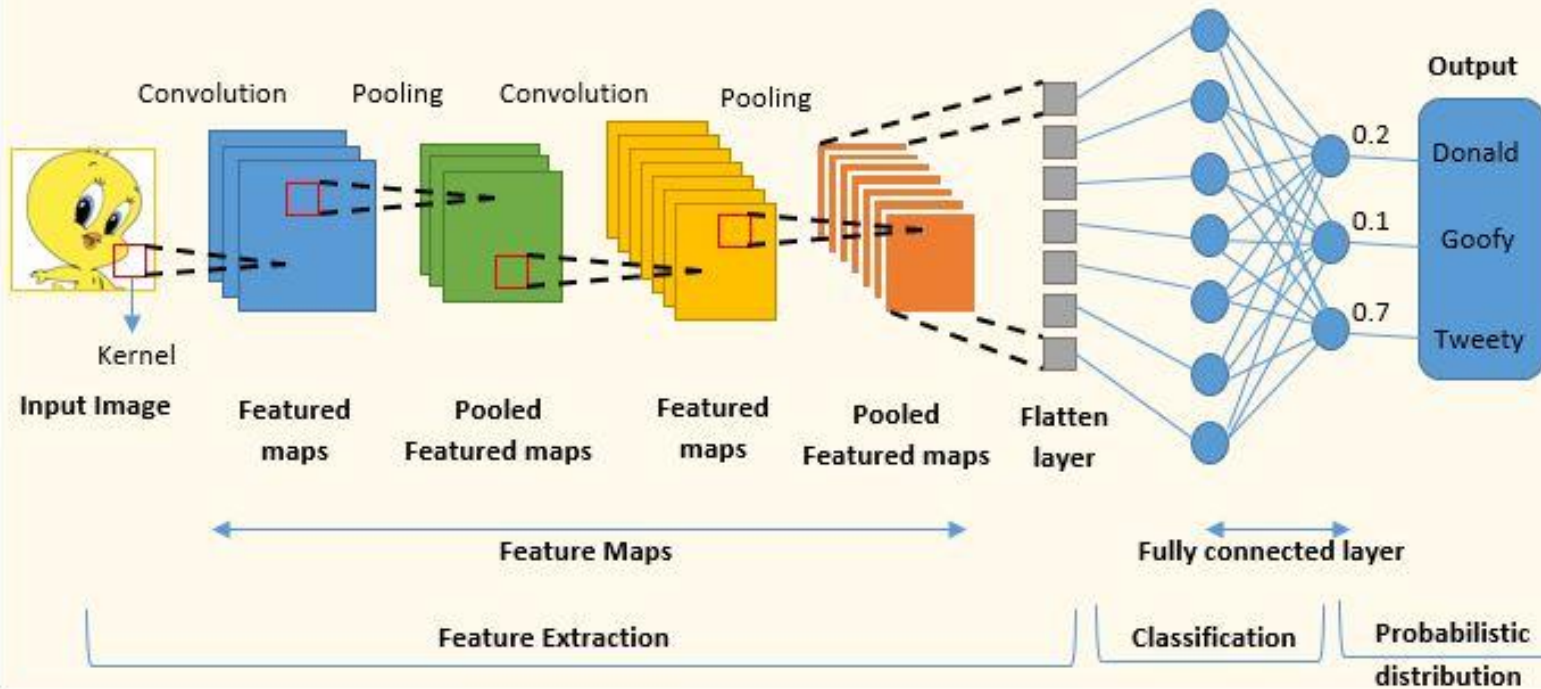 Convolution
Pooling
Convolution
Pooling
Output
0.2
Donald
0.1
Goofy
0.7
Tweety
Kernel
Input Image
Featured
maps
Pooled
Featured maps
Featured
maps
Pooled
Featured maps
Flatten
layer
Feature Maps
Fully connected layer
Feature Extraction
Classification
Probabilistic
distribution